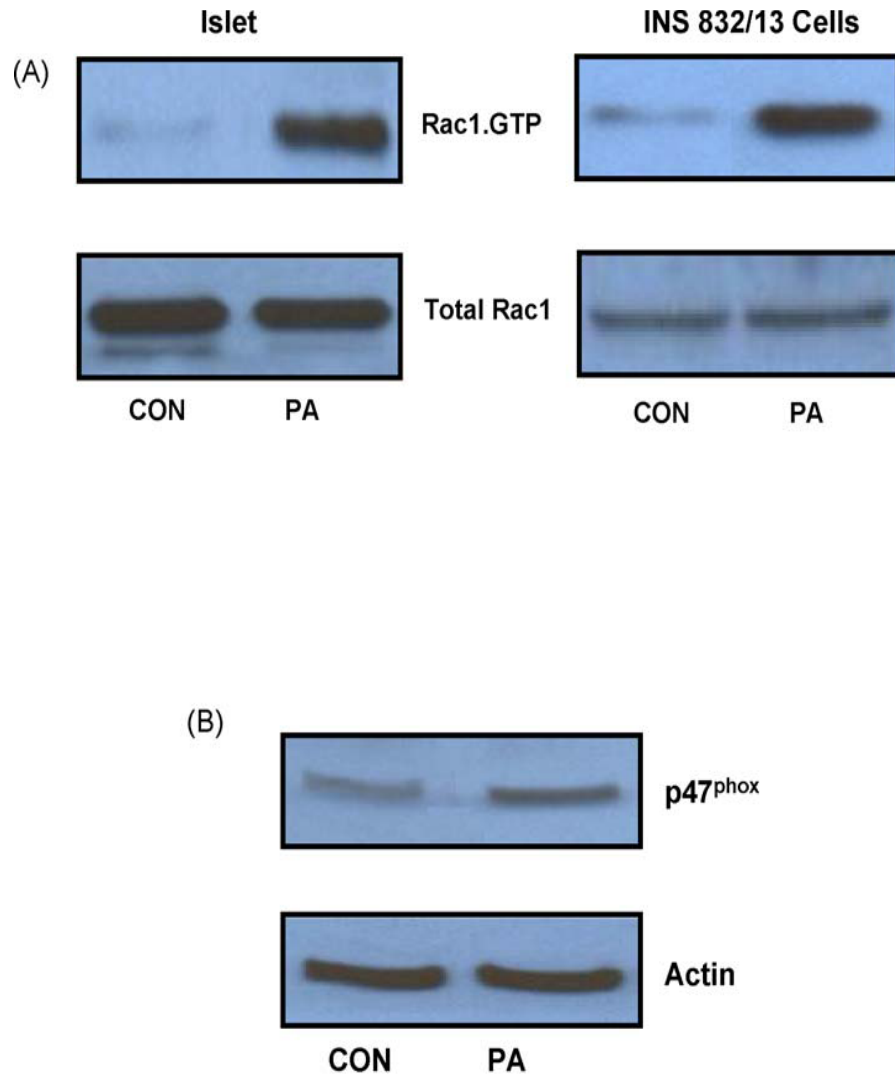 Islet
INS 832/13 Cells
(A)
Rac1.GTP
Total Rac1
CON PA
CON PA
(B)
p47phox
Actin
CON PA